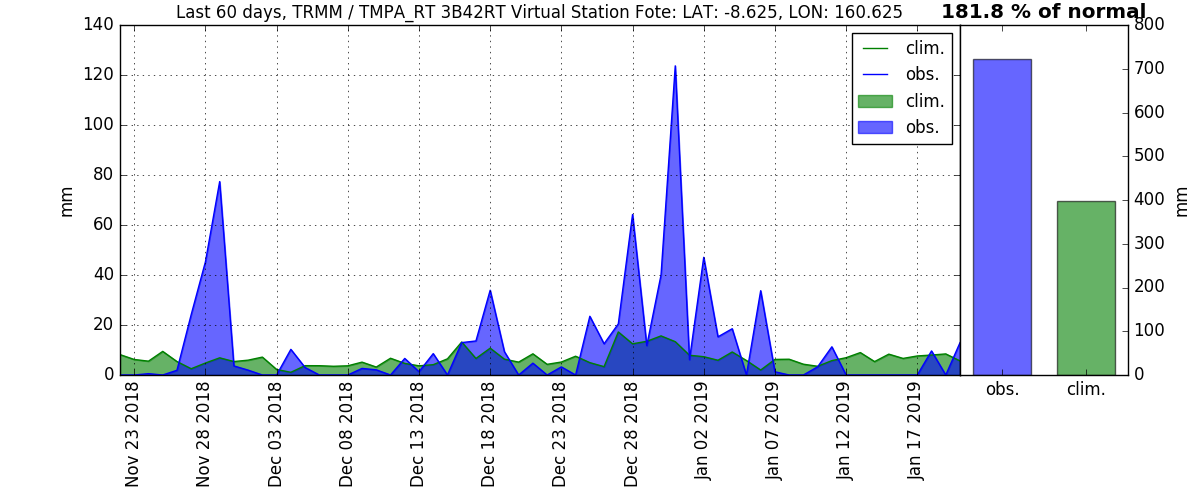 Last 60 days, TRMM / TMPA_RT 3B42RT Virtual Station Fote: LAT: -8.625, LON: 160.625
181.8 % of normal
140
120
100
80
60
40
20
0
mm
clim.
obs.
clim.
obs.
800
700
600
500
400
300
200
100
0
mm
Nov 23 2018
Nov 28 2018
Dec 03 2018
Dec 08 2018
Dec 13 2018
Dec 18 2018
Dec 23 2018
Dec 28 2018
Jan 02 2019
Jan 07 2019
Jan 12 2019
Jan 17 2019
obs.
clim.